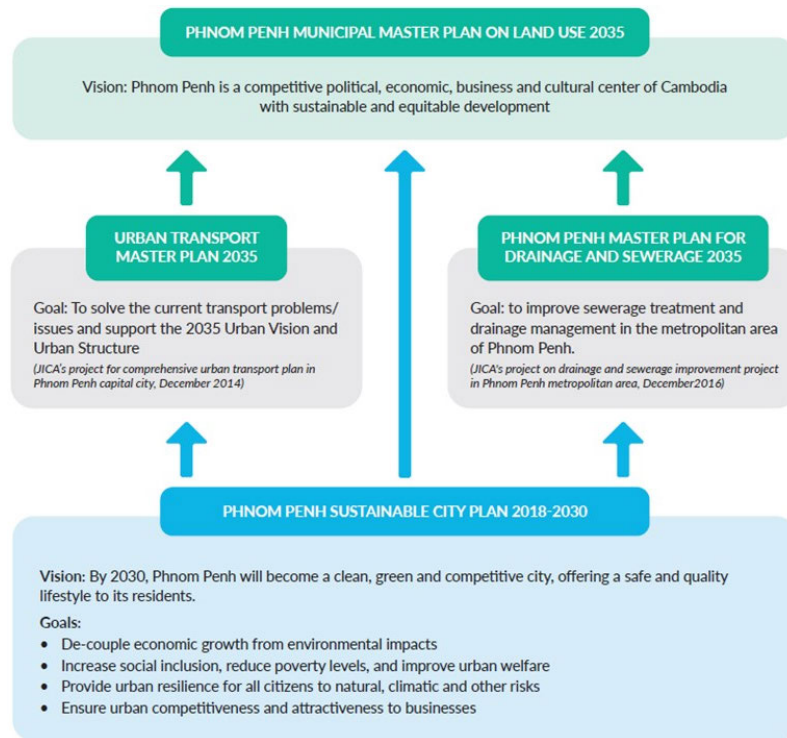 PHNOM PENH MUNICIPAL MASTER PLAN ON LAND USE 2035
Vision: Phnom Penh is a competitive political, economic, business and cultural center of Cambodia
with sustainable and equitable development
URBAN TRANSPORT
MASTER PLAN 2035
Goal: To solve the current transport problems/
issues and support the 2035 Urban Vision and
Urban Structure
(JICA's project for comprehensive urban transport plan in
Phnom Penh capital city, December 2014)
PHNOM PENH MASTER PLAN FOR
DRAINAGE AND SEWERAGE 2035
Goal: to improve sewerage treatment and
drainage management in the metropolitan area
of Phnom Penh.
(JICA's project on drainage and sewerage improvement project
in Phnom Penh metropolitan area, December2016)
PHNOM PENH SUSTAINABLE CITY PLAN 2018-2030
Vision: By 2030, Phnom Penh will become a clean, green and competitive city, offering a safe and quality
lifestyle to its residents.
Goals:
• De-couple economic growth from environmental impacts
• Increase social inclusion, reduce poverty levels, and improve urban welfare
• Provide urban resilience for all citizens to natural, climatic and other risks
• Ensure urban competitiveness and attractiveness to businesses